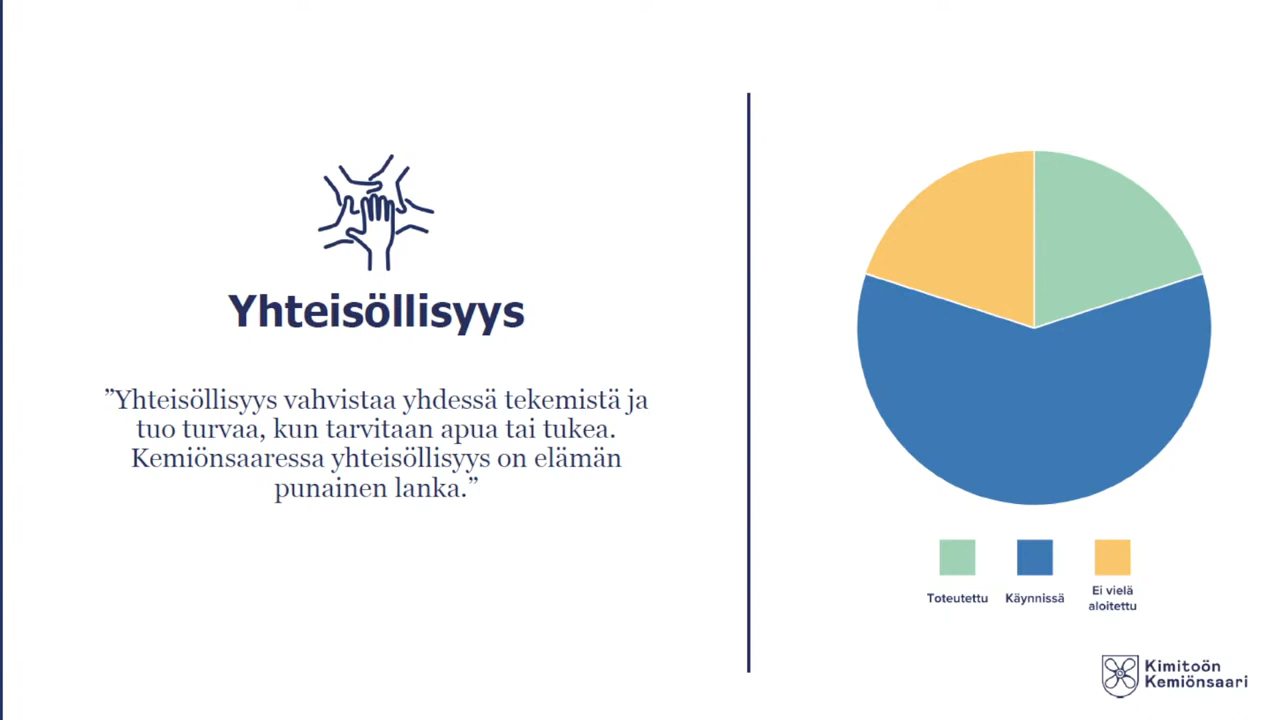 Yhteisöllisyys
”Yhteisöllisyys vahvistaa yhdessä tekemistä ja
tuo turvaa, kun tarvitaan apua tai tukea.
Kemiönsaaressa yhteisöllisyys on elämän
punainen lanka.”
Toteutettu
Käynnissä
Ei vielä
aloitettu
Kimitoön
Kemiönsaari